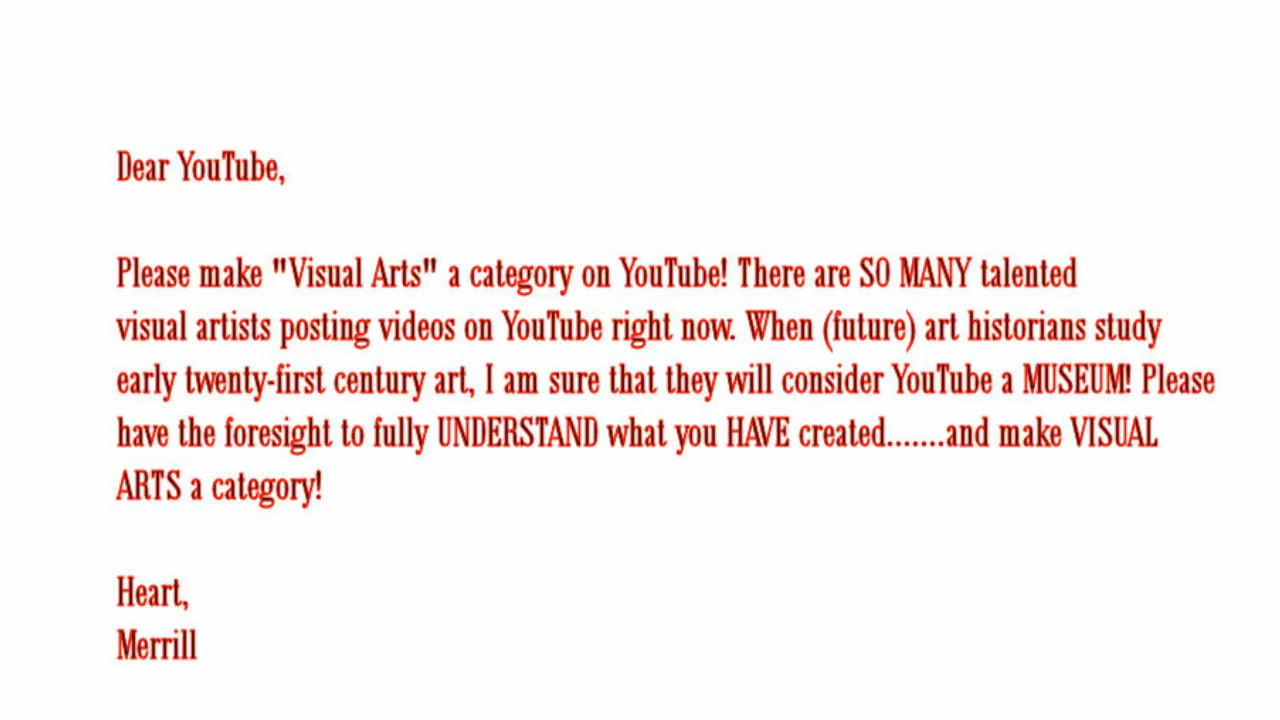 Dear YouTube,
Please make "Visual Arts" a category on YouTube! There are SO MANY talented
visual artists posting videos on YouTube right now. When (future) art historians study
early twenty-first century art, I am sure that they will consider YouTube a MUSEUM! Please
have the foresight to fully UNDERSTAND what you HAVE created.......and make VISUAL
ARTS a category!
Heart,
Merrill